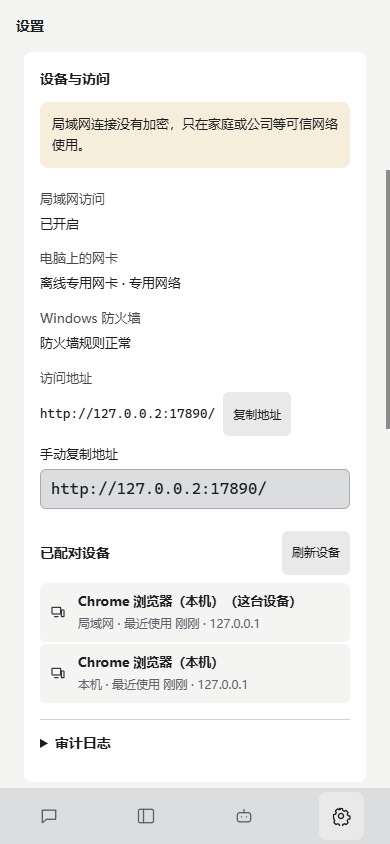 设置
设备与访问
局域网连接没有加密，只在家庭或公司等可信网络
使用。
局域网访问
已开启
电脑上的网卡
离线专用网卡 · 专用网络
Windows 防火墙
防火墙规则正常
访问地址
http://127.0.0.2:17890/ 复制地址
手动复制地址
http://127.0.0.2:17890/
已配对设备 刷新设备
Chrome 浏览器（本机）（这台设备）
局域网 · 最近使用 刚刚 · 127.0.0.1
Chrome 浏览器（本机）
本机 · 最近使用 刚刚 · 127.0.0.1
审计日志